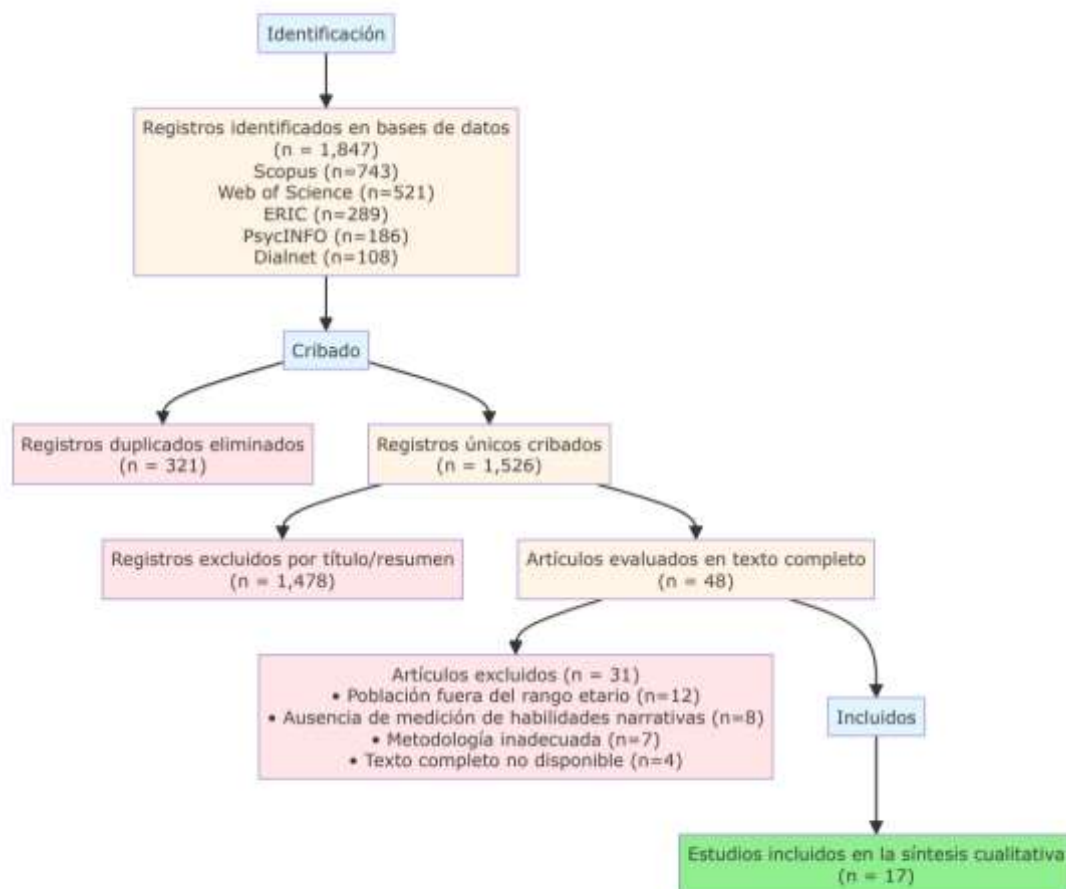 Identificación
Registros identificados en bases de datos
(n = 1,847)
Scopus (n=743)
Web of Science (n=521)
ERIC (n=289)
PsycINFO (n=186)
Dialnet (n=108)
Cribado
Registros duplicados eliminados
(n = 321)
Registros únicos cribados
(n = 1,526)
Registros excluidos por título/resumen
(n = 1,478)
Artículos evaluados en texto completo
(n = 48)
Artículos excluidos (n = 31)
• Población fuera del rango etario (n=12)
• Ausencia de medición de habilidades narrativas (n=8)
• Metodología inadecuada (n=7)
• Texto completo no disponible (n=4)
Incluidos
Estudios incluidos en la síntesis cualitativa
(n = 17)